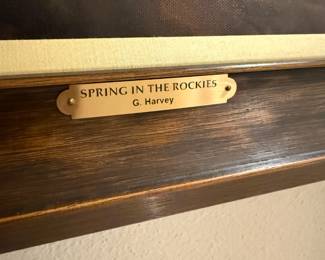 SPRING IN THE ROCKIES
G. Harvey